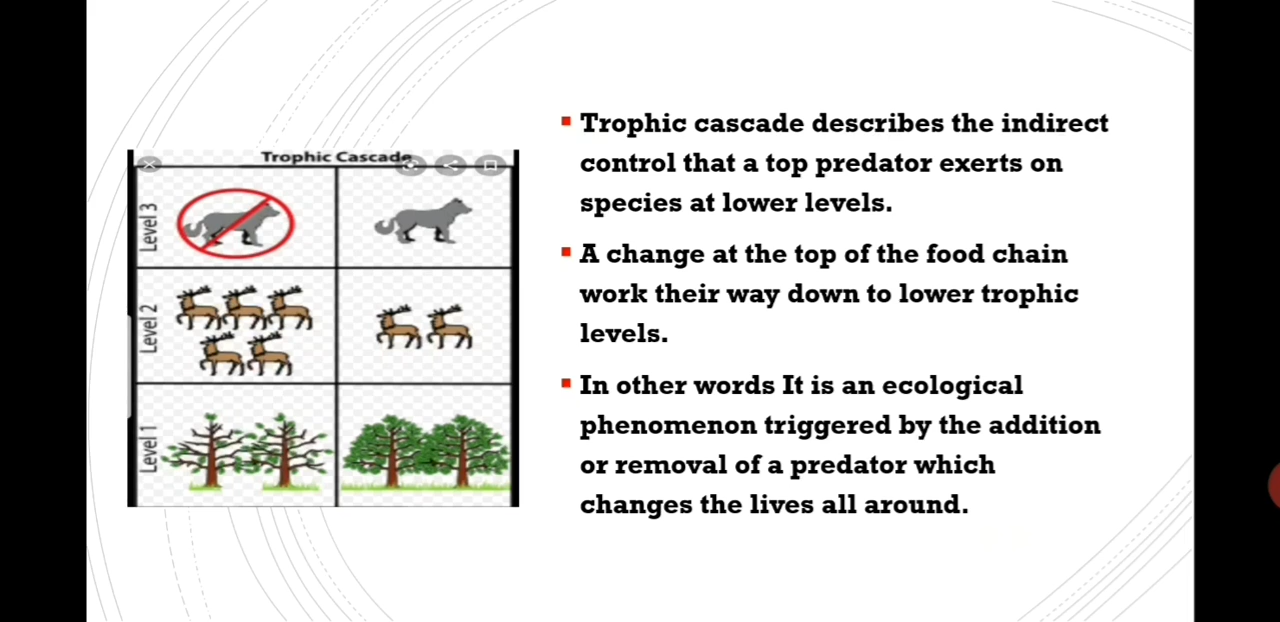 Trophic Cascade
Level 3
Level 2
Level 1
Trophic cascade describes the indirect
control that a top predator exerts on
species at lower levels.
A change at the top of the food chain
work their way down to lower trophic
levels.
In other words It is an ecological
phenomenon triggered by the addition
or removal of a predator which
changes the lives all around.